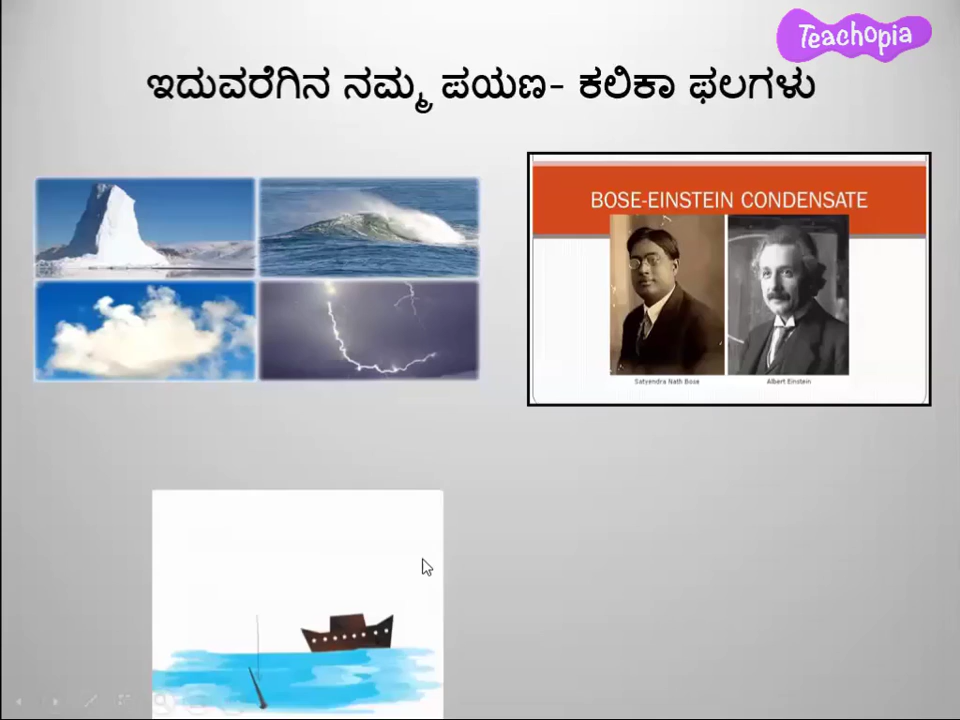 Teachopia
ಇದುವರೆಗಿನ ನಮ್ಮ ಪಯಣ- ಕಲಿಕಾ ಫಲಗಳು
BOSE-EINSTEIN CONDENSATE
Satyendra Nath Bose
Albert Einstein